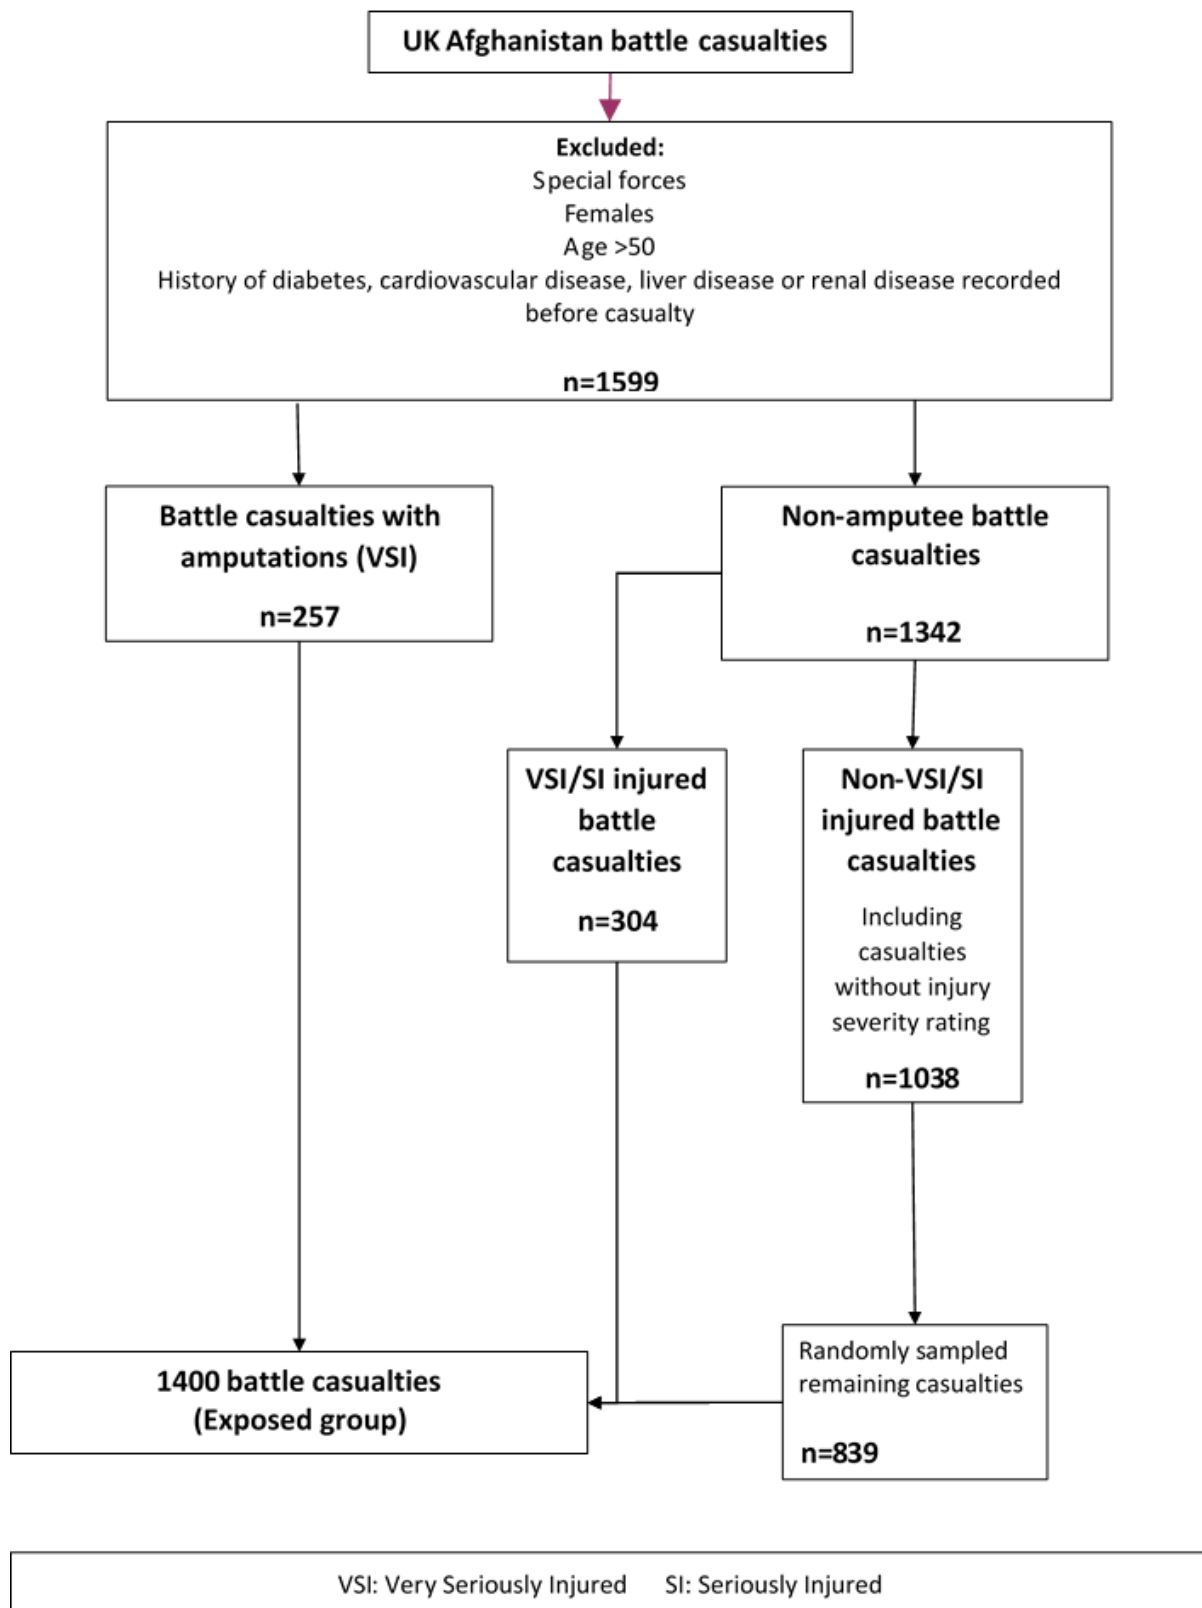 UK Afghanistan battle casualties
Excluded:
Special forces
Females
Age >50
History of diabetes, cardiovascular disease, liver disease or renal disease recorded
before casualty
n=1599
Battle casualties with
amputations (VSI)
n=257
Non-amputee battle
casualties
n=1342
VSI/SI injured
battle
casualties
n=304
Non-VSI/SI
injured battle
casualties
Including
casualties
without injury
severity rating
n=1038
Randomly sampled
remaining casualties
n=839
1400 battle casualties
(Exposed group)
VSI: Very Seriously Injured SI: Seriously Injured